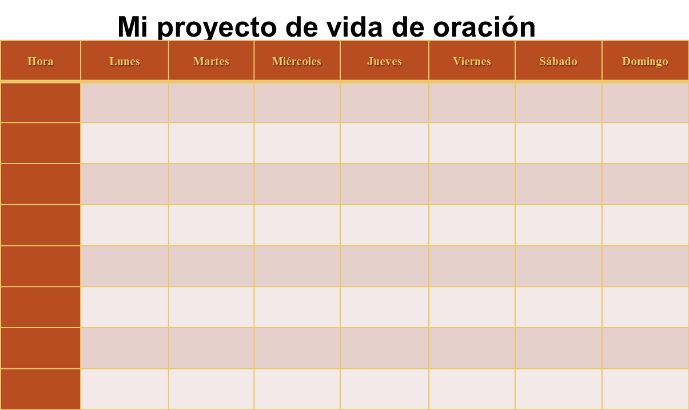 Mi proyecto de vida de oración
Hora Lunes Martes Miércoles Jueves Viernes Sábado Domingo